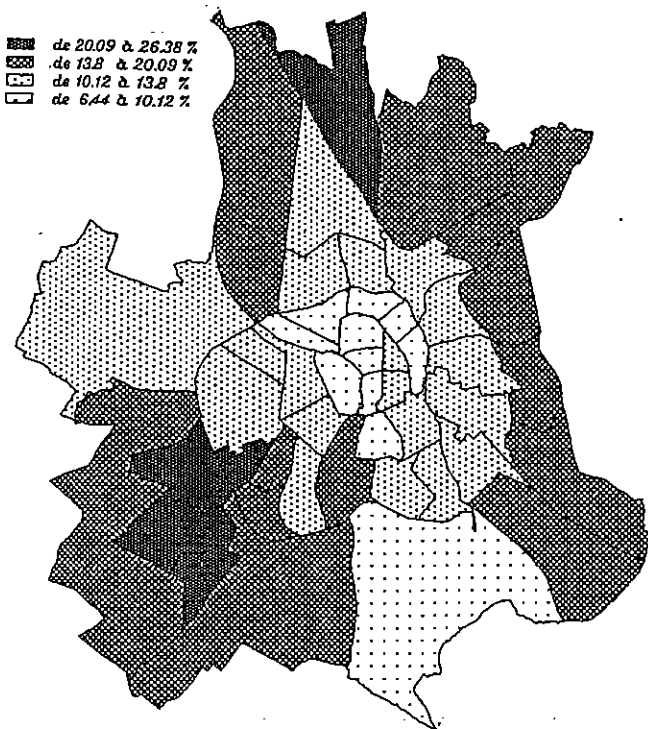 de 20.09 à 26.38 %
de 13.8 à 20.09 %
de 10.12 à 13.8 %
de 6.44 à 10.12 %